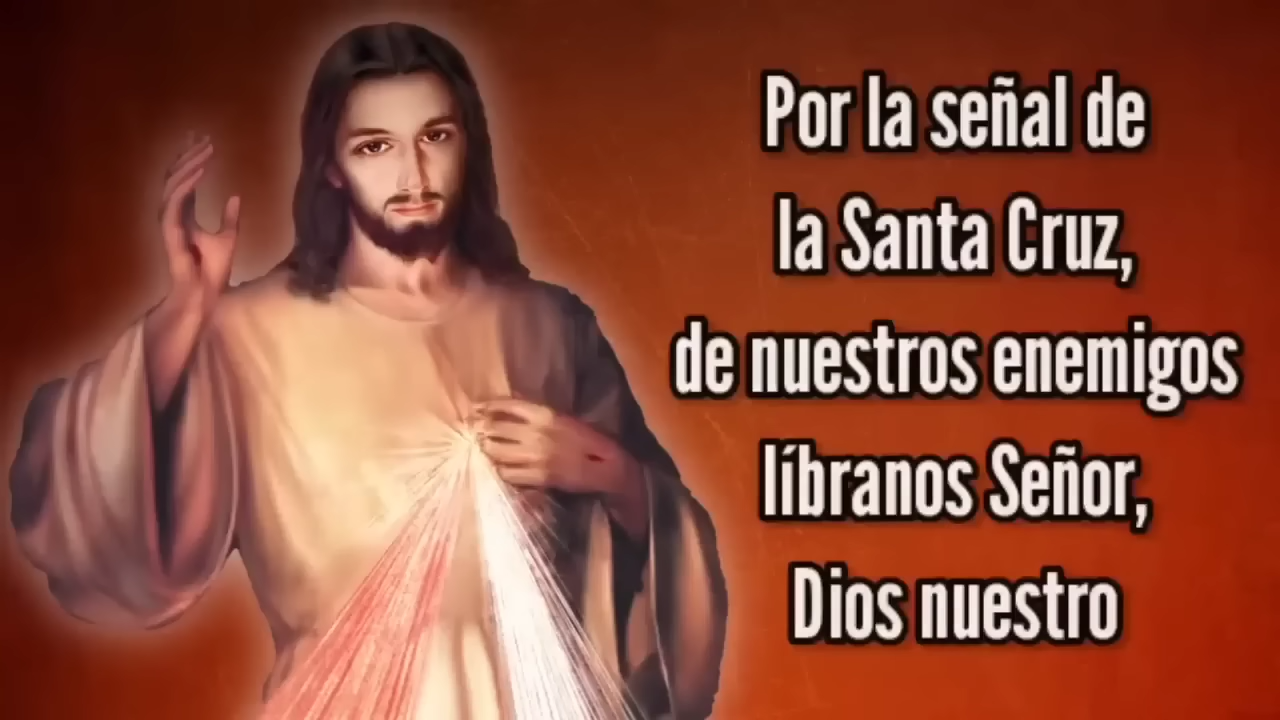 Por la señal de
la Santa Cruz,
de nuestros enemigos
líbranos Señor,
Dios nuestro